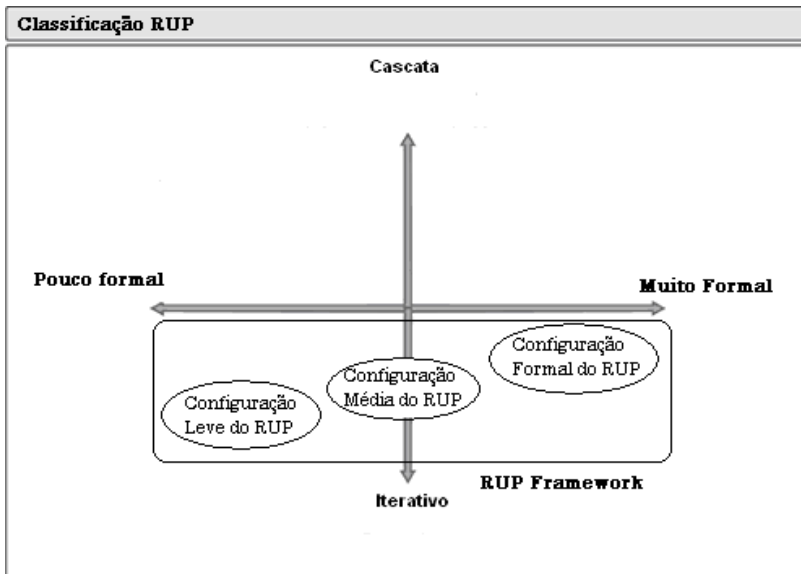 Classificação RUP
Cascata
Pouco formal
Muito Formal
Configuração
Formal do RUP
Configuração
Média do RUP
Configuração
Leve do RUP
RUP Framework
Iterativo